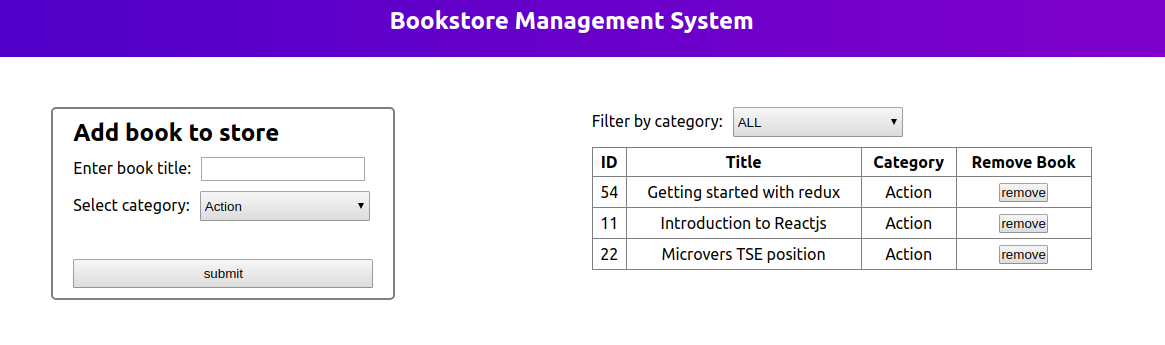 Bookstore Management System
Add book to store
Enter book title:
Select category: Action
submit
Filter by category: ALL
ID Title Category Remove Book
54 Getting started with redux Action remove
11 Introduction to Reactjs Action remove
22 Microvers TSE position Action remove